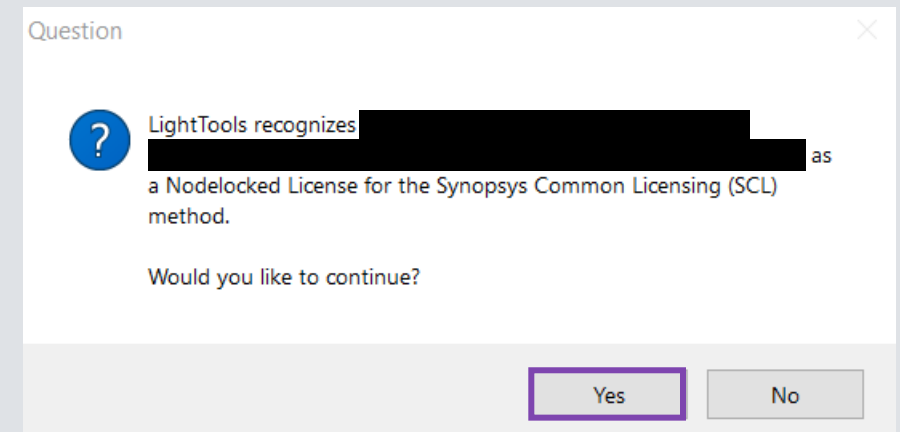 Question
?
LightTools recognizes
as
a Nodelocked License for the Synopsys Common Licensing (SCL)
method.
Would you like to continue?
Yes No